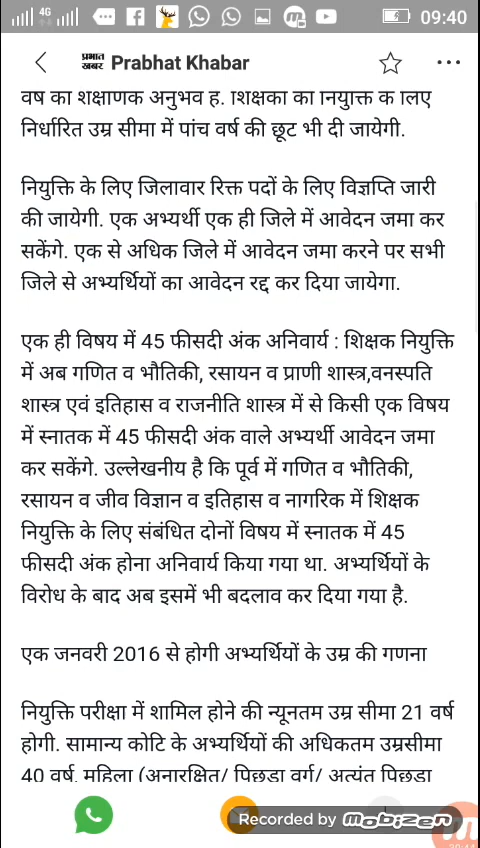 4G
09:40
प्रभात खबर Prabhat Khabar
निर्धारित उम्र सीमा में पांच वर्ष की छूट भी दी जायेगी.
नियुक्ति के लिए जिलावार रिक्त पदों के लिए विज्ञप्ति जारी
की जायेगी. एक अभ्यर्थी एक ही जिले में आवेदन जमा कर
सकेंगे. एक से अधिक जिले में आवेदन जमा करने पर सभी
जिले से अभ्यर्थियों का आवेदन रद्द कर दिया जायेगा.
एक ही विषय में 45 फीसदी अंक अनिवार्य : शिक्षक नियुक्ति
में अब गणित व भौतिकी, रसायन व प्राणी शास्त्र,वनस्पति
शास्त्र एवं इतिहास व राजनीति शास्त्र में से किसी एक विषय
में स्नातक में 45 फीसदी अंक वाले अभ्यर्थी आवेदन जमा
कर सकेंगे. उल्लेखनीय है कि पूर्व में गणित व भौतिकी,
रसायन व जीव विज्ञान व इतिहास व नागरिक में शिक्षक
नियुक्ति के लिए संबंधित दोनों विषय में स्नातक में 45
फीसदी अंक होना अनिवार्य किया गया था. अभ्यर्थियों के
विरोध के बाद अब इसमें भी बदलाव कर दिया गया है.
एक जनवरी 2016 से होगी अभ्यर्थियों के उम्र की गणना
नियुक्ति परीक्षा में शामिल होने की न्यूनतम उम्र सीमा 21 वर्ष
होगी. सामान्य कोटि के अभ्यर्थियों की अधिकतम उम्रसीमा
40 वर्ष, महिला (अनारक्षित/ पिछड़ा वर्ग/ अत्यंत पिछड़ा
Recorded by mobizen